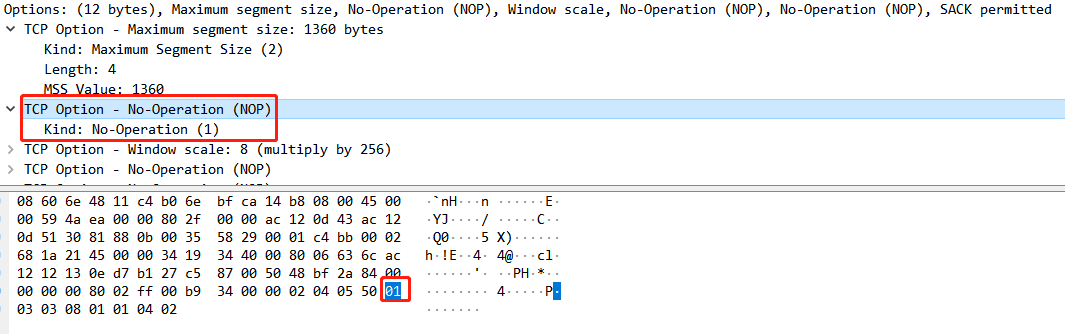 Options: (12 bytes), Maximum segment size, No-Operation (NOP), Window scale, No-Operation (NOP), No-Operation (NOP), SACK permitted
TCP Option - Maximum segment size: 1360 bytes
Kind: Maximum Segment Size (2)
Length: 4
MSS Value: 1360
TCP Option - No-Operation (NOP)
Kind: No-Operation (1)
TCP Option - Window scale: 8 (multiply by 256)
TCP Option - No-Operation (NOP)
08 60 6e 48 11 c4 b0 6e bf ca 14 b8 08 00 45 00 ·`nH···n ······E·
00 59 4a ea 00 00 80 2f 00 00 ac 12 0d 43 ac 12 ·YJ····/ ·····C··
0d 51 30 81 88 0b 00 35 58 29 00 01 c4 bb 00 02 ·Q0····5 X)······
68 1a 21 45 00 00 34 19 34 40 00 80 06 63 6c ac h·!E··4· 4@···cl·
12 12 13 0e d7 b1 27 c5 87 00 50 48 bf 2a 84 00 ······'· ··PH·*··
00 00 00 80 02 ff 00 b9 34 00 00 02 04 05 50 01 ········ 4·····P·
03 03 08 01 01 04 02 ·······